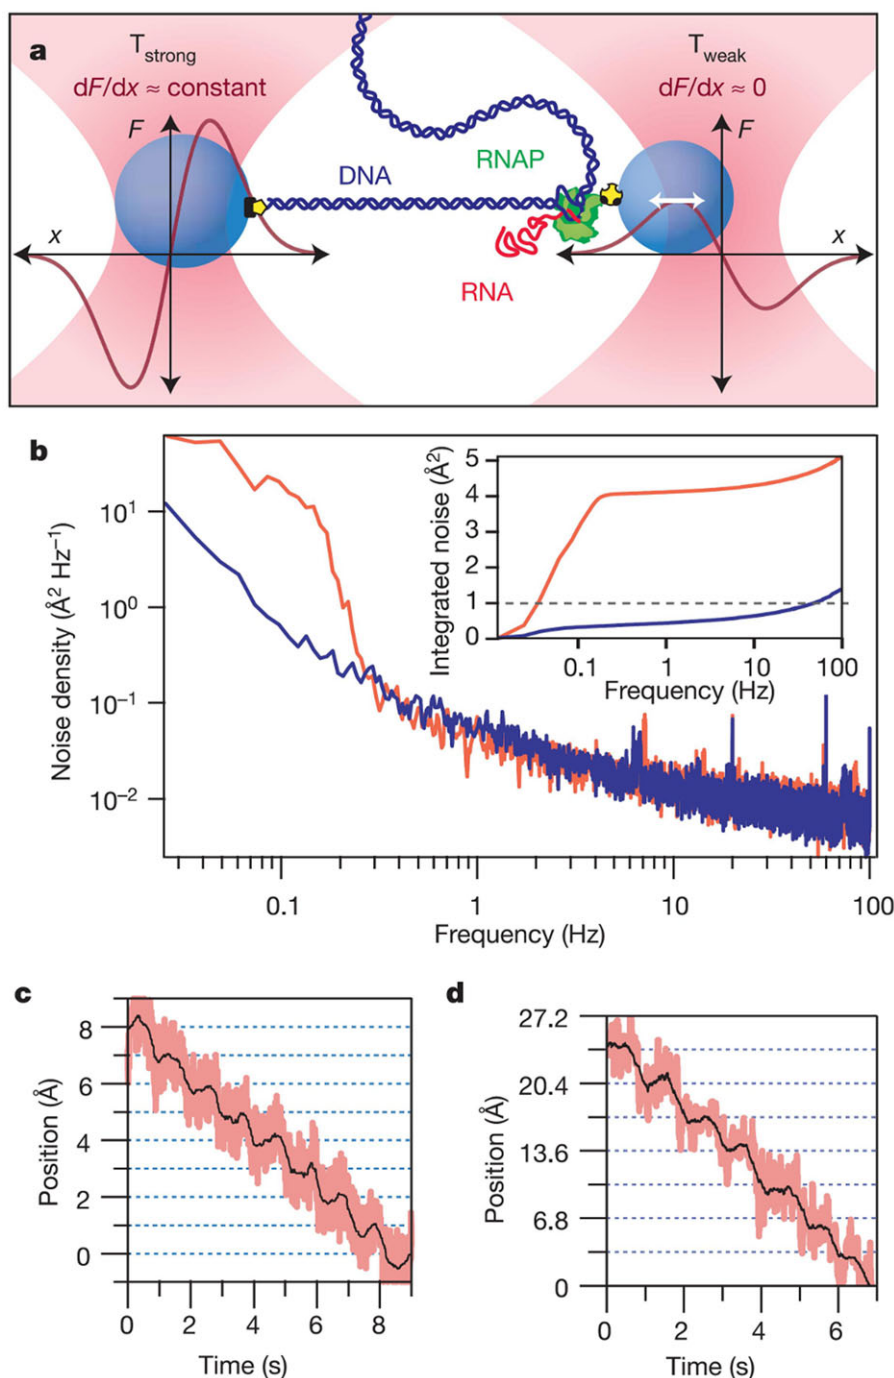 a
T_strong
dF/dx ≈ constant
F
x
DNA
RNAP
RNA
T_weak
dF/dx ≈ 0
F
x
b
Noise density (Å² Hz⁻¹)
10¹
10⁰
10⁻¹
10⁻²
0.1 1 10 100
Frequency (Hz)
Integrated noise (Å²)
5
4
3
2
1
0
0.1 1 10 100
Frequency (Hz)
c
Position (Å)
8
6
4
2
0
0 2 4 6 8
Time (s)
d
Position (Å)
27.2
20.4
13.6
6.8
0
0 2 4 6
Time (s)